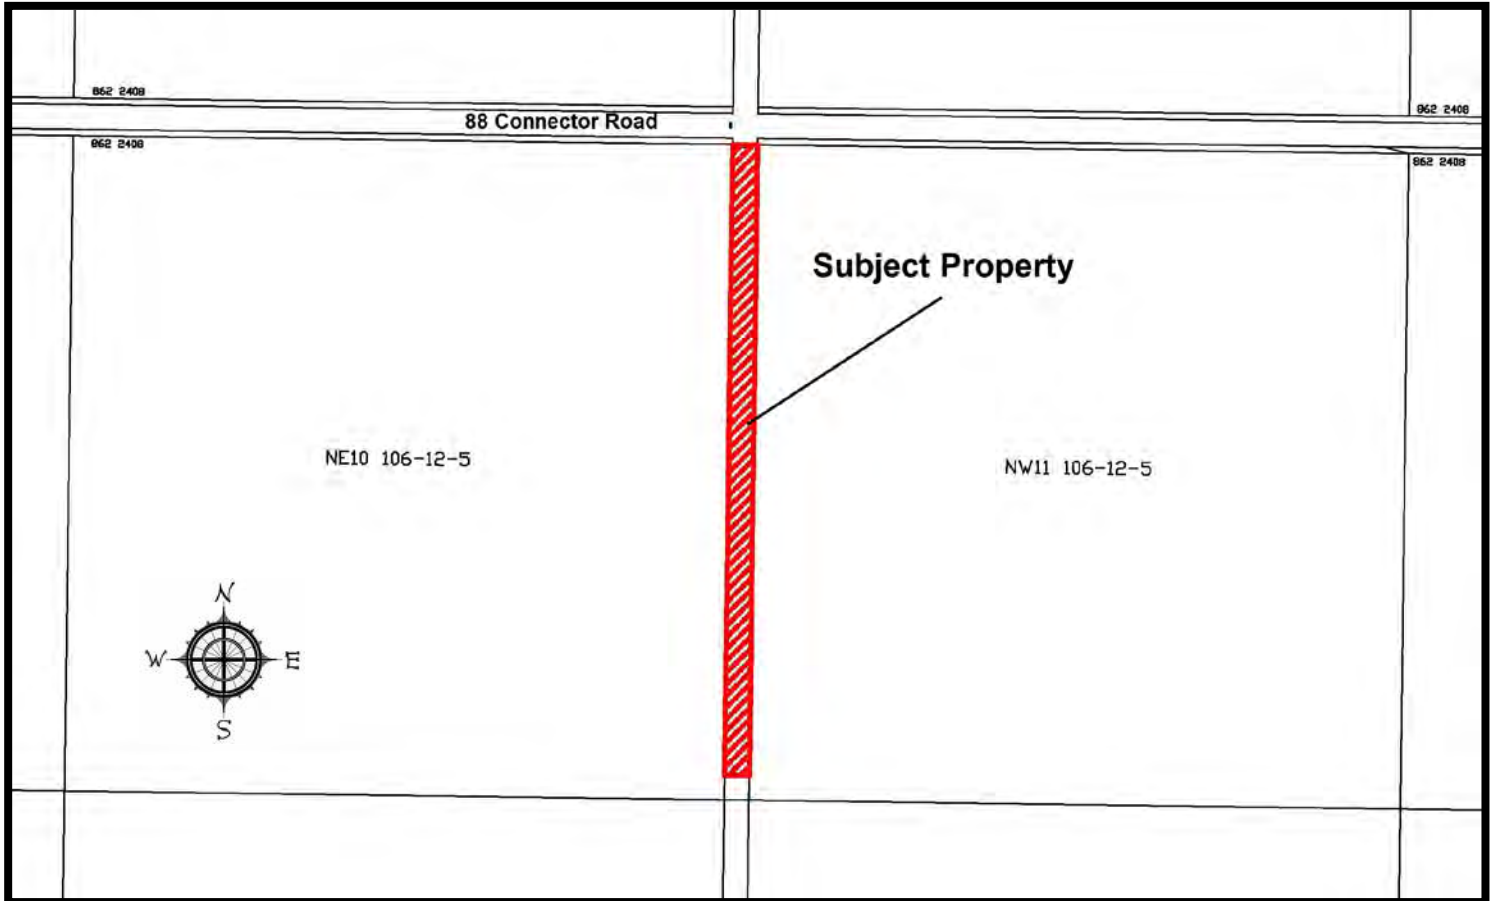 862 2408
88 Connector Road
862 2408
862 2408
862 2408
Subject Property
NE10 106-12-5
NW11 106-12-5
N
W
E
S